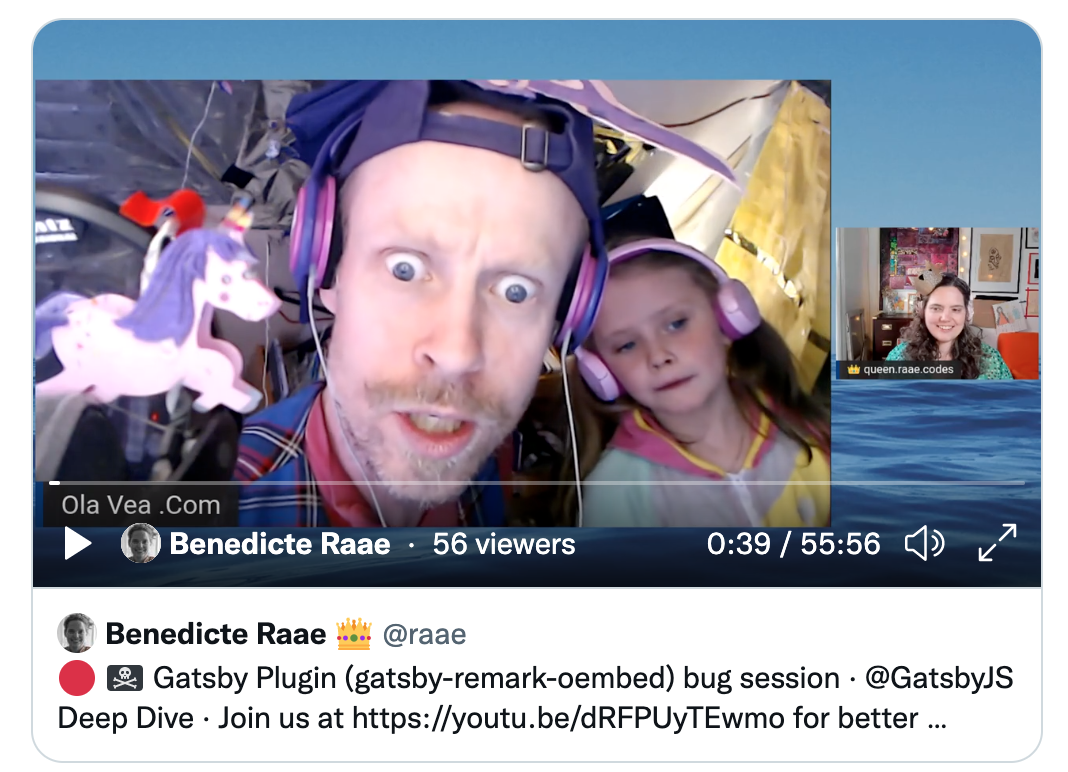 👑 queen.raae.codes
Ola Vea .Com
Benedicte Raae · 56 viewers 0:39 / 55:56
Benedicte Raae 👑 @raae
🔴 🏴‍☠️ Gatsby Plugin (gatsby-remark-oembed) bug session · @GatsbyJS
Deep Dive · Join us at https://youtu.be/dRFPUyTEwmo for better ...